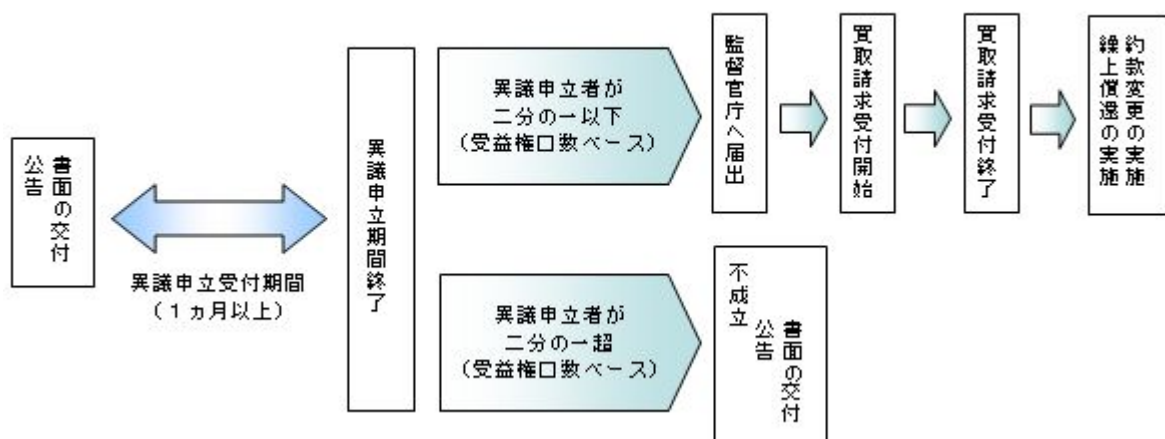 書面の交付
公告
異議申立受付期間
(1ヵ月以上)
異議申立期間終了
異議申立者が
二分の一以下
(受益権口数ベース)
監督官庁へ届出
買取請求受付開始
買取請求受付終了
約款変更の実施
繰上償還の実施
異議申立者が
二分の一超
(受益権口数ベース)
不成立
書面の交付
公告